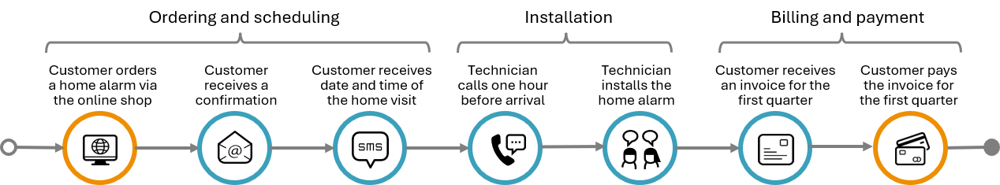 Ordering and scheduling
Installation
Billing and payment
Customer orders
a home alarm via
the online shop
Customer
receives a
confirmation
Customer receives
date and time of
the home visit
Technician
calls one hour
before arrival
Technician
installs the
home alarm
Customer receives
an invoice for the
first quarter
Customer pays
the invoice for
the first quarter
@
SMS